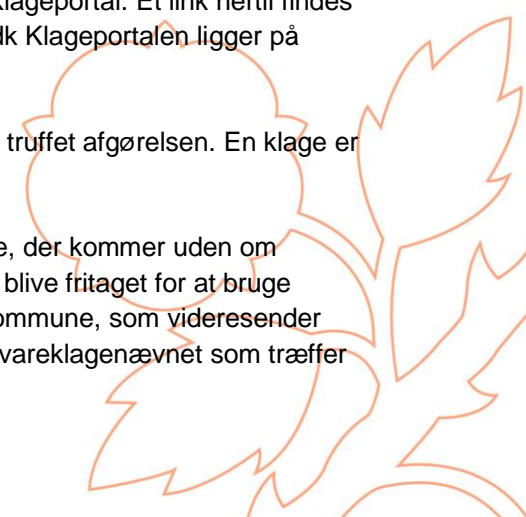 Klageportal. Et link hertil findes
dk Klageportalen ligger på
truffet afgørelsen. En klage er
e, der kommer uden om
blive fritaget for at bruge
ommune, som videresender
vareklagenævnet som træffer